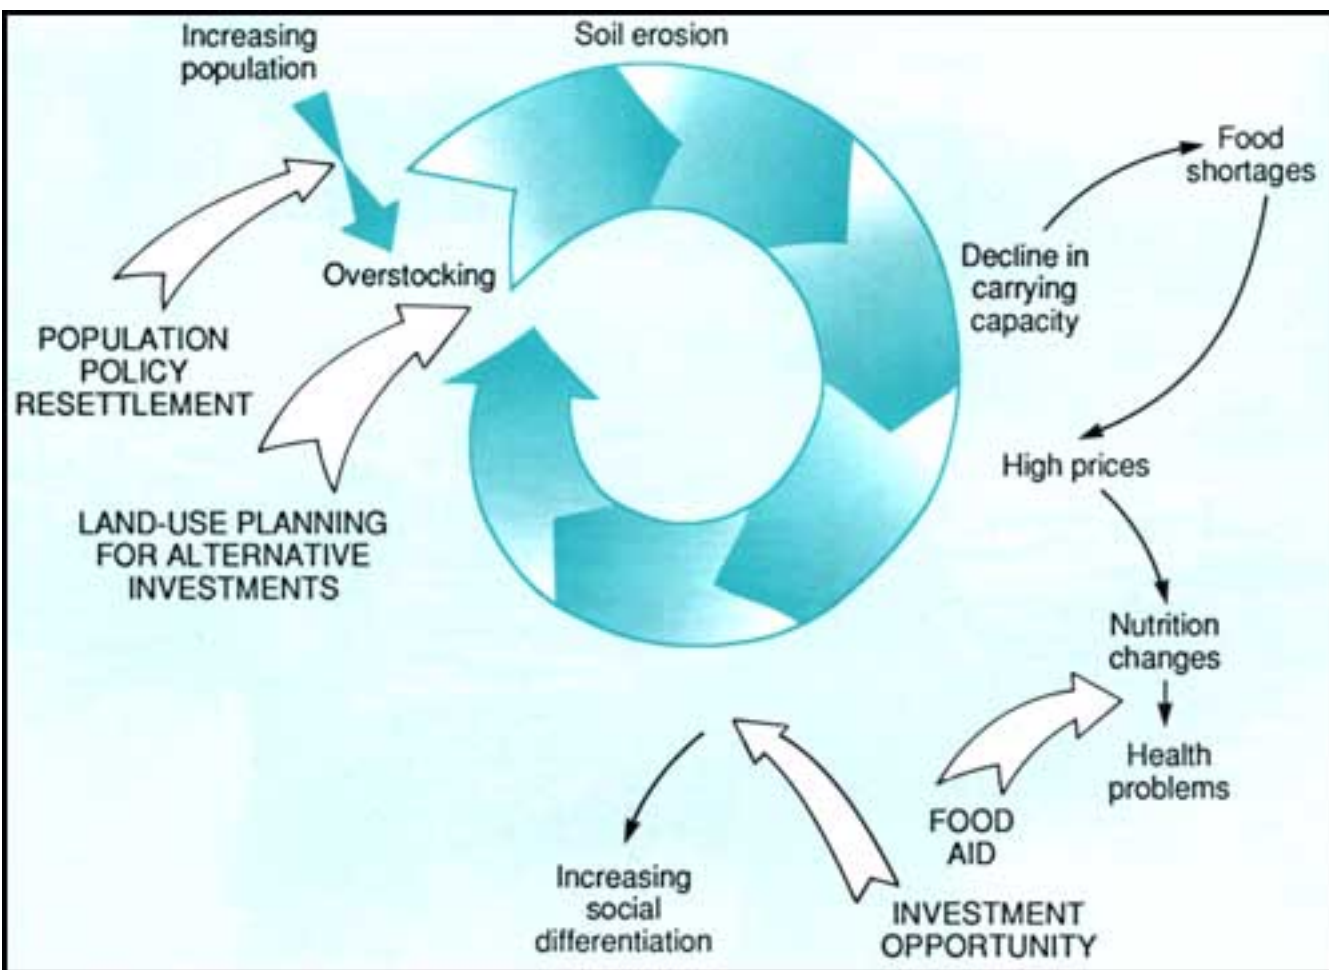 Increasing
population
Soil erosion
Food
shortages
Decline in
carrying
capacity
Overstocking
POPULATION
POLICY
RESETTLEMENT
High prices
LAND-USE PLANNING
FOR ALTERNATIVE
INVESTMENTS
Nutrition
changes
Health
problems
FOOD
AID
Increasing
social
differentiation
INVESTMENT
OPPORTUNITY